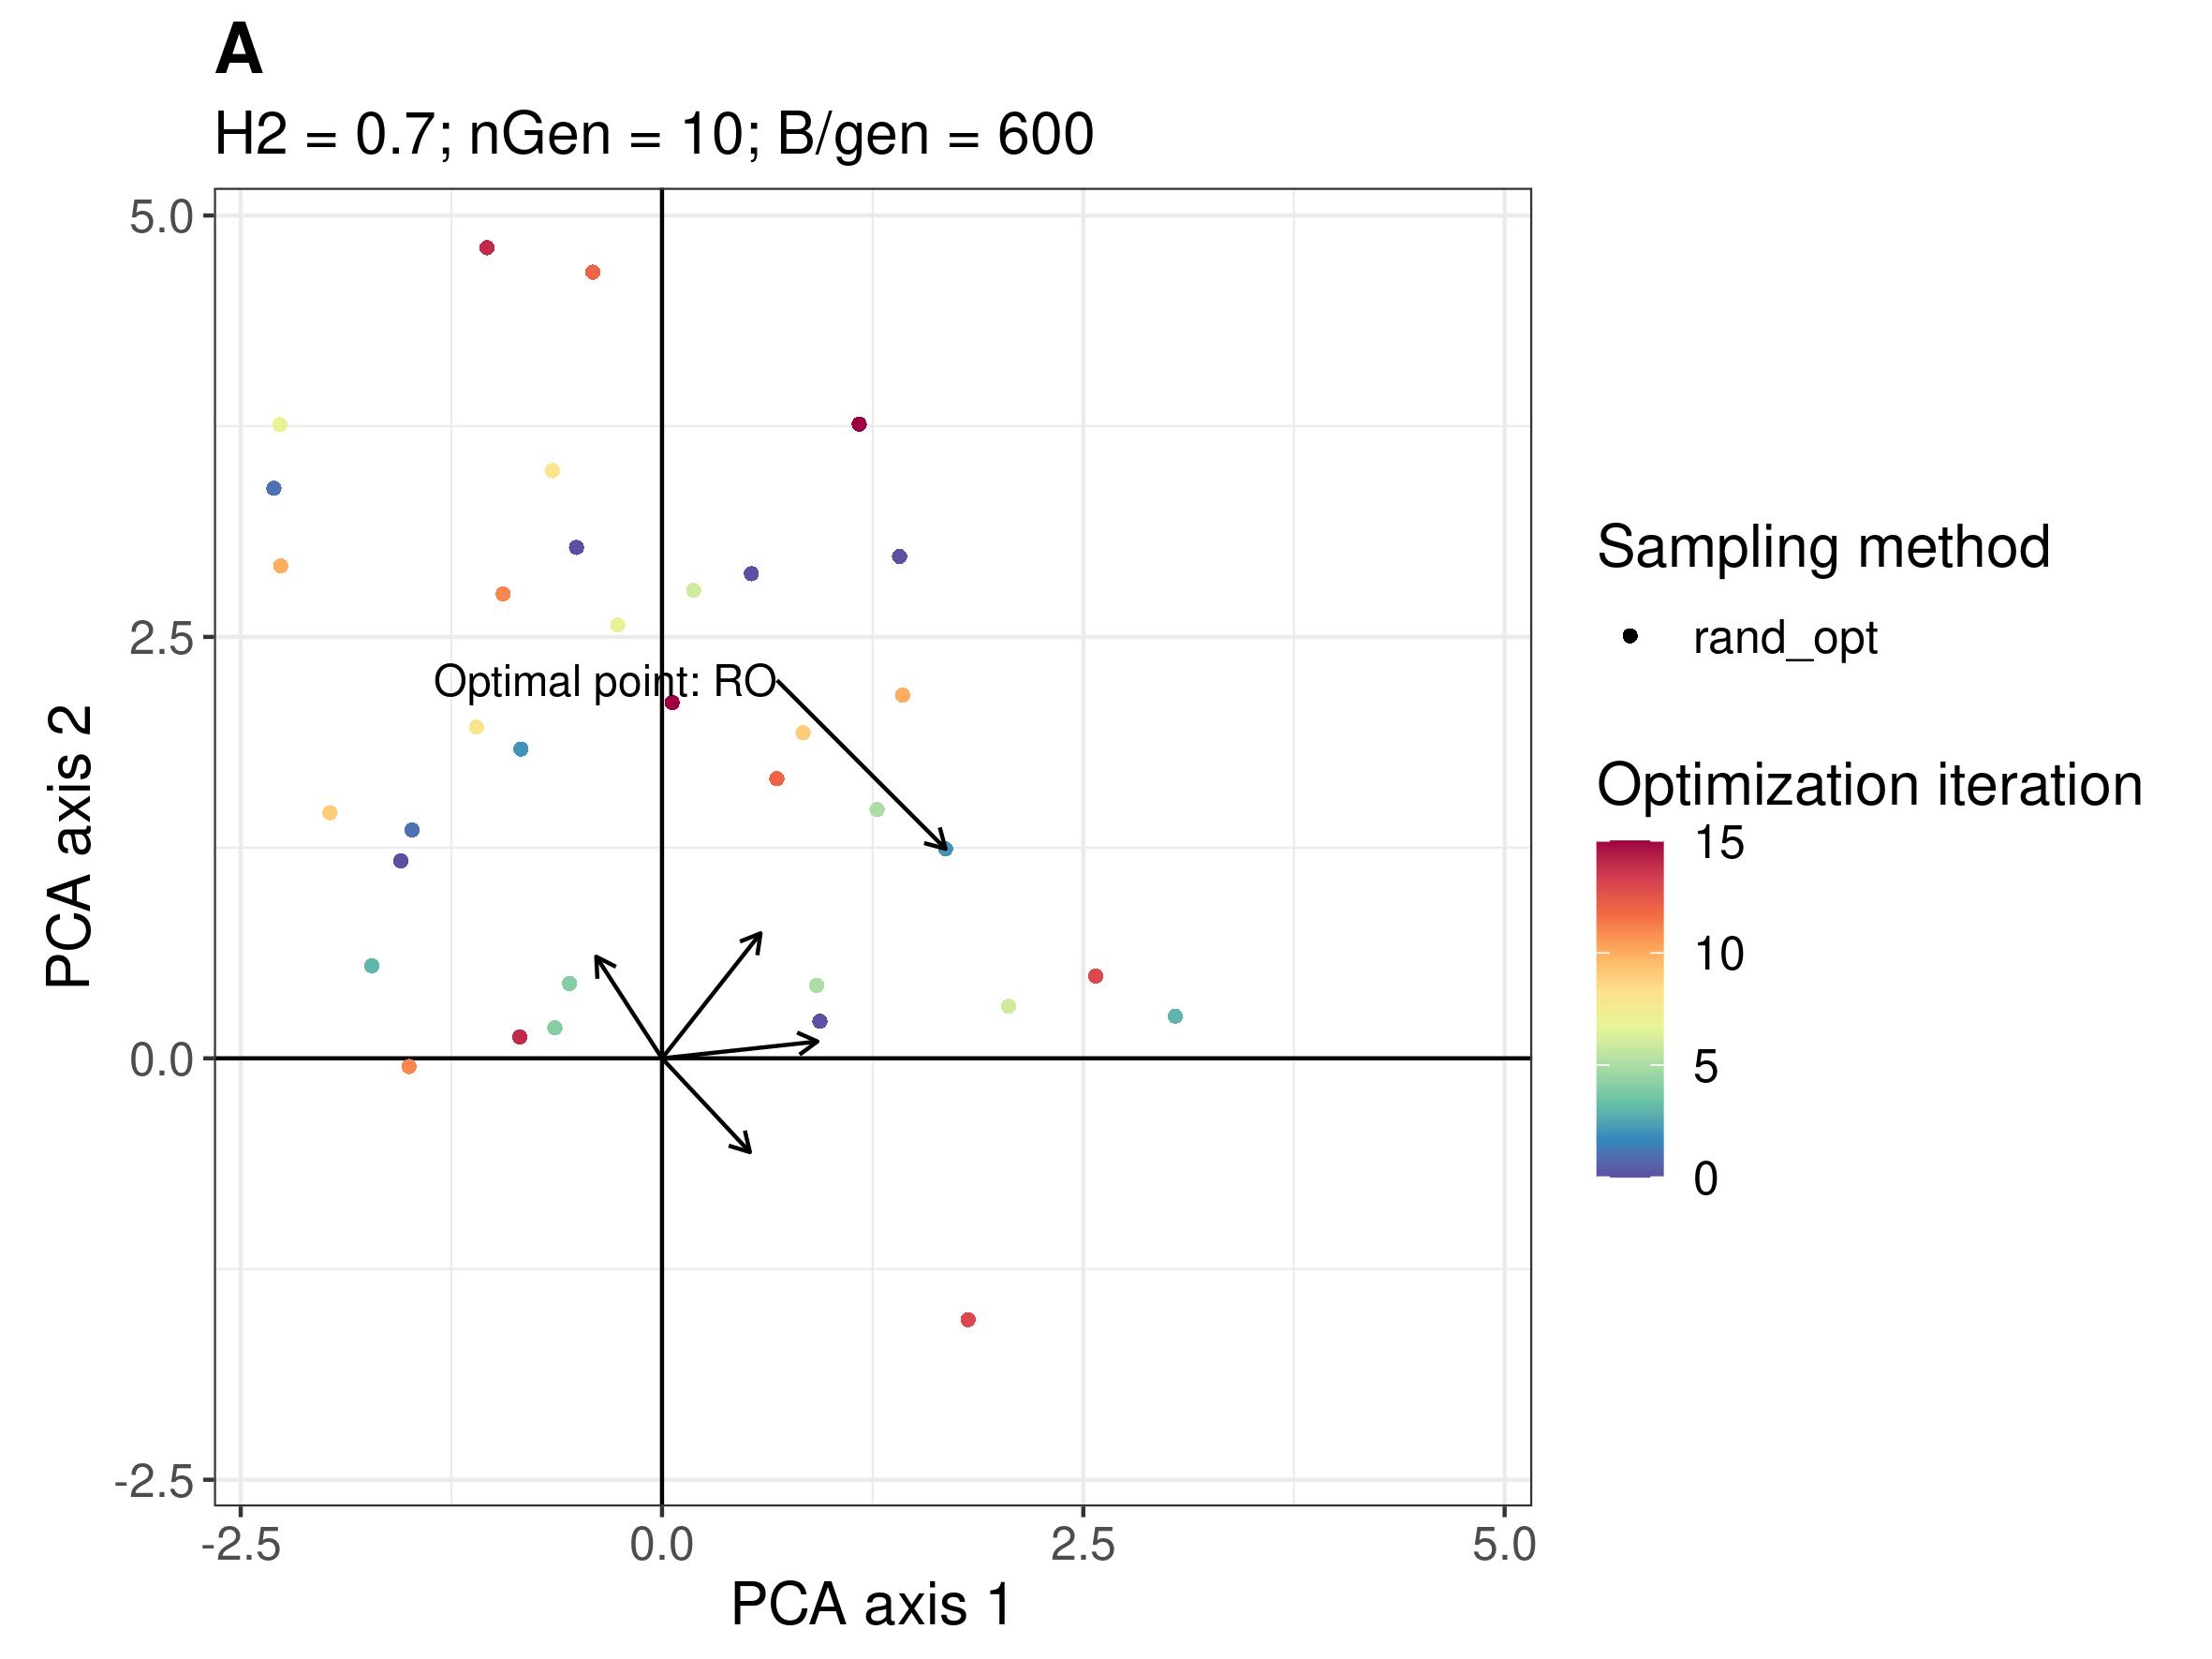 A
H2 = 0.7; nGen = 10; B/gen = 600
5.0
2.5
0.0
-2.5
PCA axis 2
Optimal point: RO
-2.5
0.0
2.5
5.0
PCA axis 1
Sampling method
rand_opt
Optimization iteration
15
10
5
0